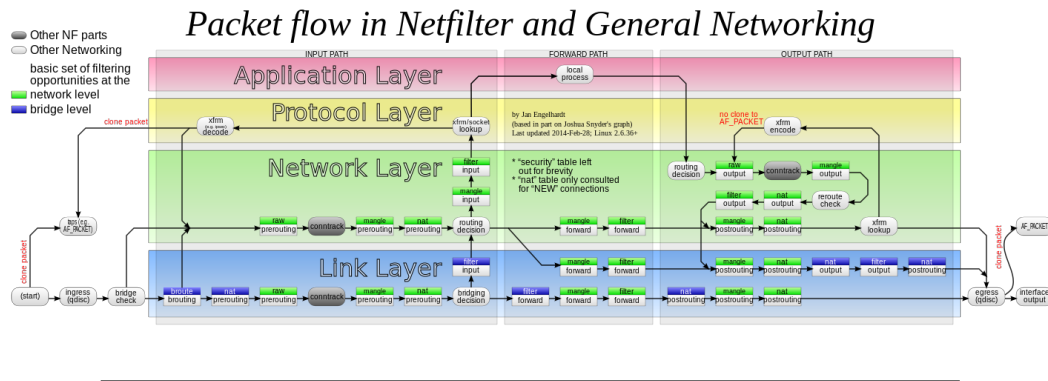 Packet flow in Netfilter and General Networking
Other NF parts
Other Networking
basic set of filtering
opportunities at the
network level
bridge level
INPUT PATH
FORWARD PATH
OUTPUT PATH
Application Layer
local
process
Protocol Layer
clone packet
xfrm
decode
xfrm/socket
lookup
by Jan Engelhardt
(based in part on Joshua Snyder's graph)
Last updated 2014-Feb-28; Linux 2.6.36+
no clone to
AF_PACKET
xfrm
encode
Network Layer
filter
input
mangle
input
* "security" table left
out for brevity
* "nat" table only consulted
for "NEW" connections
routing
decision
raw
output
conntrack
mangle
output
filter
output
nat
output
reroute
check
AF_PACKET)
raw
prerouting
conntrack
mangle
prerouting
nat
prerouting
routing
decision
mangle
forward
filter
forward
mangle
postrouting
nat
postrouting
xfrm
lookup
clone packet
AF_PACKET
clone packet
Link Layer
filter
input
mangle
forward
filter
forward
mangle
postrouting
nat
postrouting
nat
output
filter
output
nat
postrouting
(start)
ingress
(qdisc)
bridge
check
broute
brouting
nat
prerouting
raw
prerouting
conntrack
mangle
prerouting
nat
prerouting
bridging
decision
filter
forward
mangle
forward
filter
forward
nat
postrouting
mangle
postrouting
nat
postrouting
egress
(qdisc)
interface
output